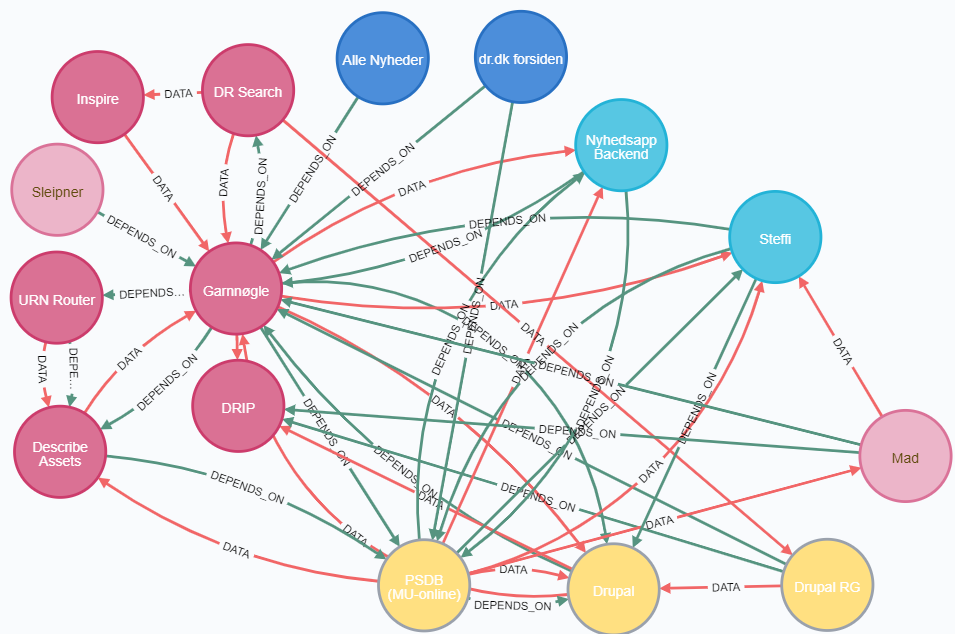 Alle Nyheder
dr.dk forsiden
Inspire
DATA
DR Search
Nyhedsapp
Backend
DEPENDS_ON
DEPENDS_ON
DATA
DATA
DEPENDS_ON
DATA
Sleipner
DEPENDS_ON
DEPENDS_ON
DEPENDS_ON
Steffi
Garnnøgle
URN Router
DEPENDS...
DATA
DEPENDS_ON
DEPENDS_ON
DATA
DEPENDS_ON
DEPENDS_ON
DATA
DATA
DATA
DEPE...
DATA
DEPENDS_ON
DEPENDS_ON
DEPENDS_ON
DEPENDS_ON
DEPENDS_ON
DRIP
DATA
DEPENDS_ON
DEPENDS_ON
DEPENDS_ON
DEPENDS_ON
Describe
Assets
Mad
DEPENDS_ON
DEPENDS_ON
DATA
DEPENDS_ON
DATA
DATA
DATA
DATA
DATA
PSDB
(MU-online)
DEPENDS_ON
Drupal
DATA
Drupal RG